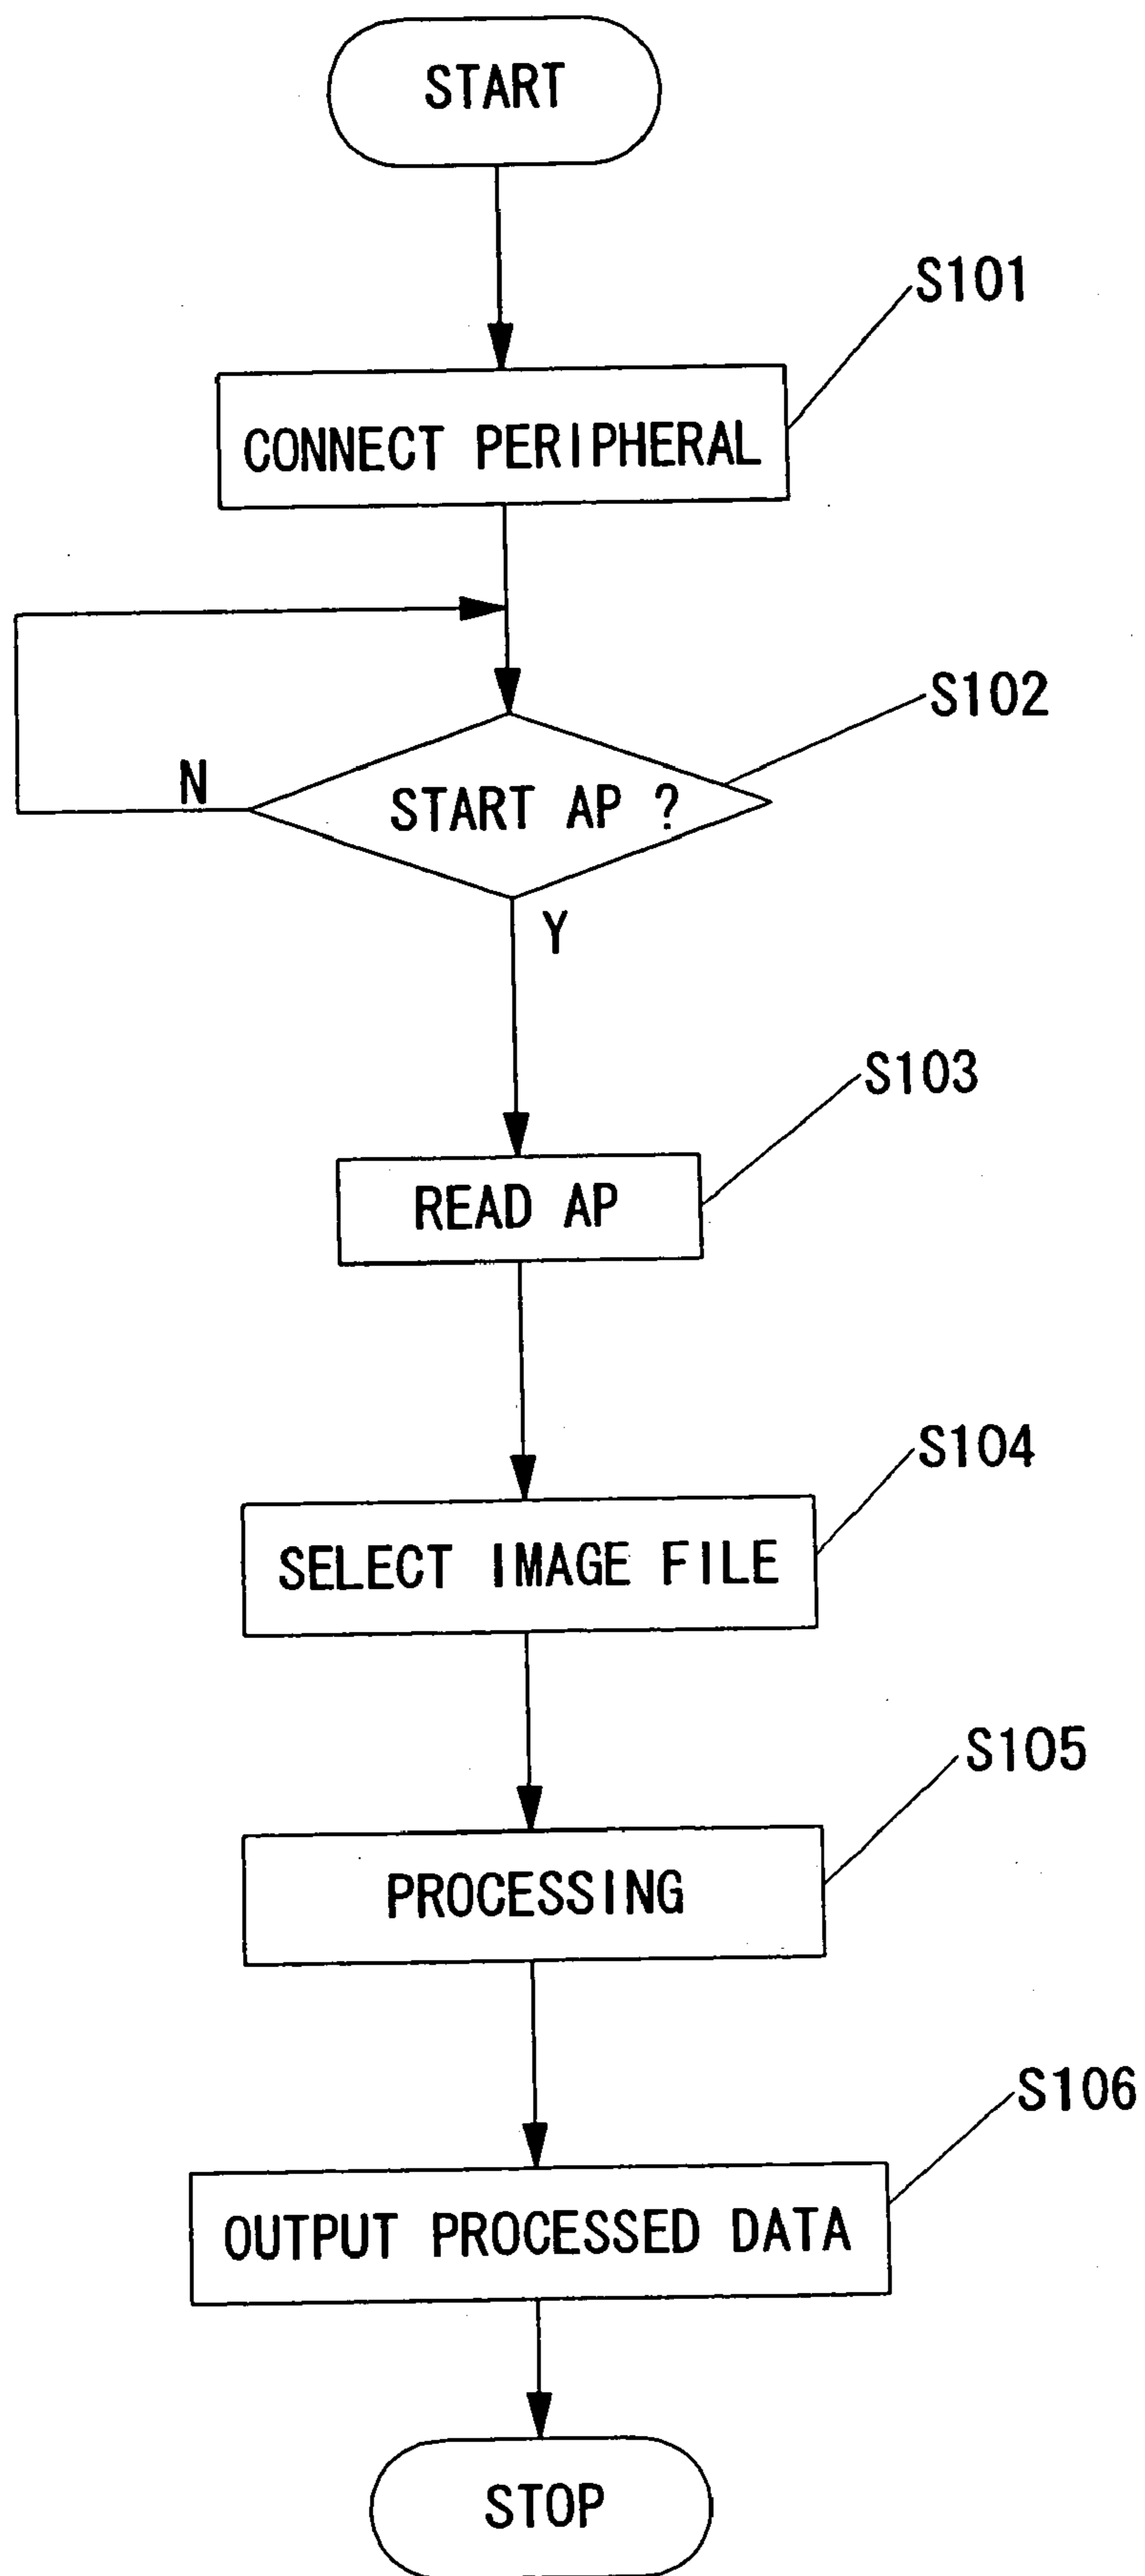 START
S101
CONNECT PERIPHERAL
S102
N
START AP ?
Y
S103
READ AP
S104
SELECT IMAGE FILE
S105
PROCESSING
S106
OUTPUT PROCESSED DATA
STOP